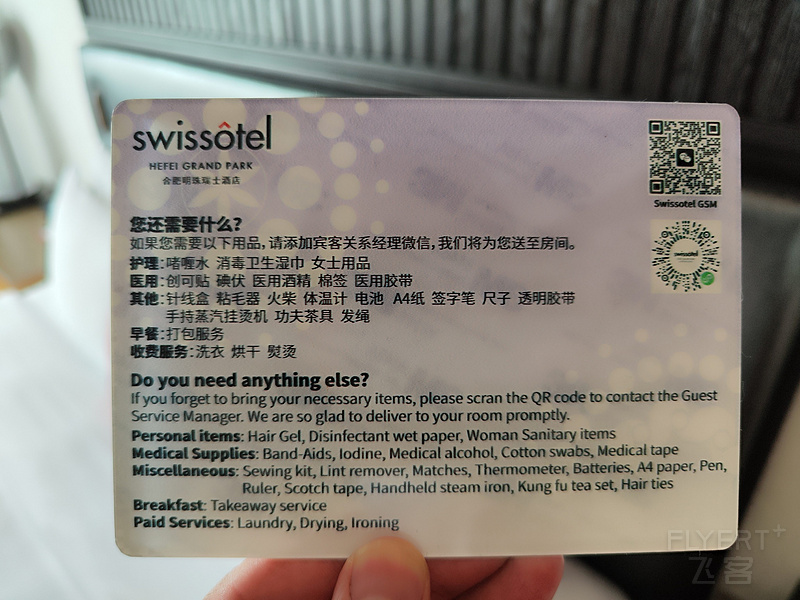 swissôtel
HEFEI GRAND PARK
合肥明珠瑞士酒店
Swissotel GSM
swissôtel
您还需要什么?
如果您需要以下用品,请添加宾客关系经理微信,我们将为您送至房间。
护理:啫喱水 消毒卫生湿巾 女士用品
医用:创可贴 碘伏 医用酒精 棉签 医用胶带
其他:针线盒 粘毛器 火柴 体温计 电池 A4纸 签字笔 尺子 透明胶带
手持蒸汽挂烫机 功夫茶具 发绳
早餐:打包服务
收费服务:洗衣 烘干 熨烫
Do you need anything else?
If you forget to bring your necessary items, please scran the QR code to contact the Guest
Service Manager. We are so glad to deliver to your room promptly.
Personal items: Hair Gel, Disinfectant wet paper, Woman Sanitary items
Medical Supplies: Band-Aids, Iodine, Medical alcohol, Cotton swabs, Medical tape
Miscellaneous: Sewing kit, Lint remover, Matches, Thermometer, Batteries, A4 paper, Pen,
Ruler, Scotch tape, Handheld steam iron, Kung fu tea set, Hair ties
Breakfast: Takeaway service
Paid Services: Laundry, Drying, Ironing
FLYERT+
飞客